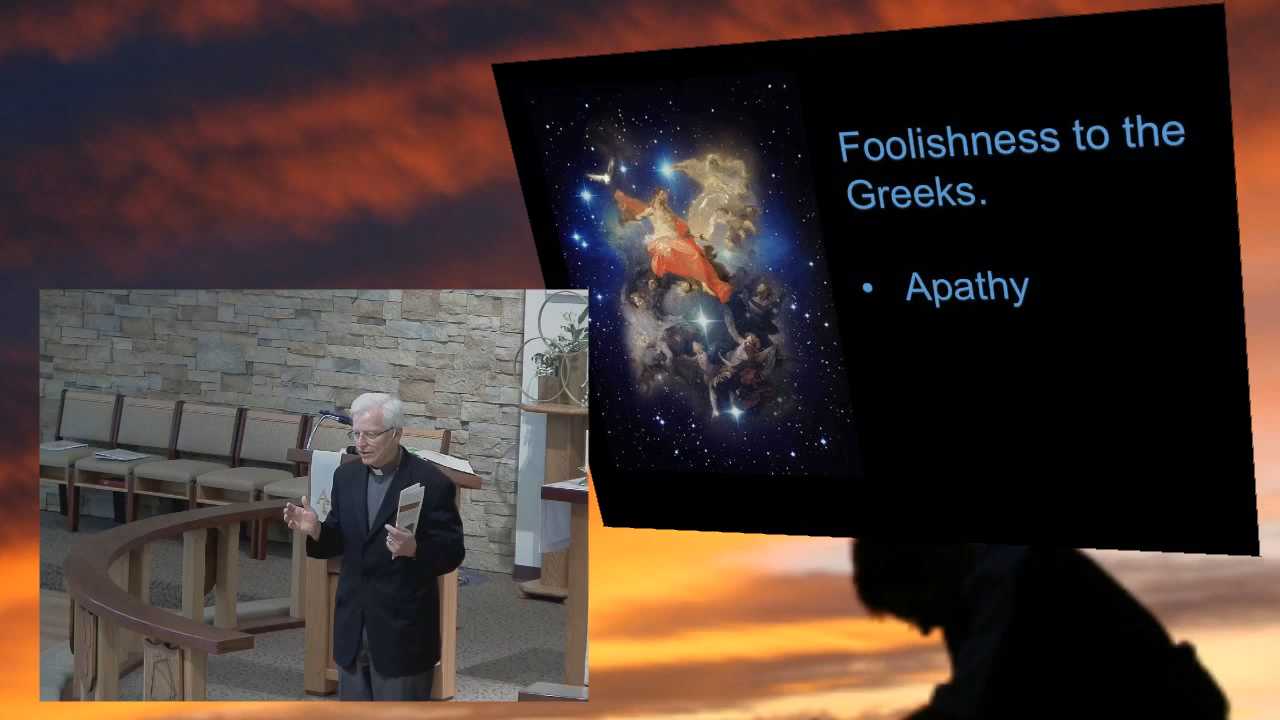 Foolishness to the
Greeks.
• Apathy